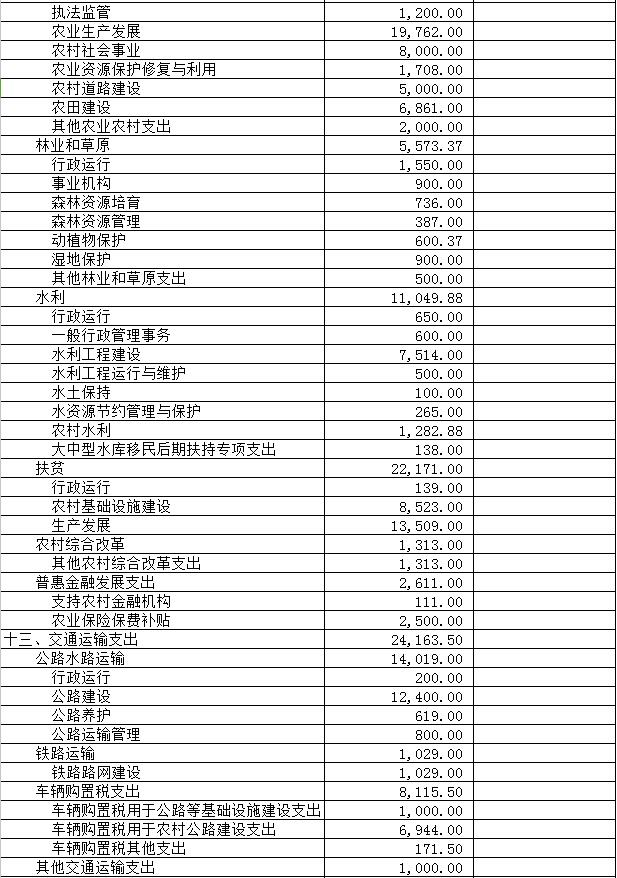 执法监管 1,200.00
农业生产发展 19,762.00
农村社会事业 8,000.00
农业资源保护修复与利用 1,708.00
农村道路建设 5,000.00
农田建设 6,861.00
其他农业农村支出 2,000.00
林业和草原 5,573.37
行政运行 1,550.00
事业机构 900.00
森林资源培育 736.00
森林资源管理 387.00
动植物保护 600.37
湿地保护 900.00
其他林业和草原支出 500.00
水利 11,049.88
行政运行 650.00
一般行政管理事务 600.00
水利工程建设 7,514.00
水利工程运行与维护 500.00
水土保持 100.00
水资源节约管理与保护 265.00
农村水利 1,282.88
大中型水库移民后期扶持专项支出 138.00
扶贫 22,171.00
行政运行 139.00
农村基础设施建设 8,523.00
生产发展 13,509.00
农村综合改革 1,313.00
其他农村综合改革支出 1,313.00
普惠金融发展支出 2,611.00
支持农村金融机构 111.00
农业保险保费补贴 2,500.00
十三、交通运输支出 24,163.50
公路水路运输 14,019.00
行政运行 200.00
公路建设 12,400.00
公路养护 619.00
公路运输管理 800.00
铁路运输 1,029.00
铁路路网建设 1,029.00
车辆购置税支出 8,115.50
车辆购置税用于公路等基础设施建设支出 1,000.00
车辆购置税用于农村公路建设支出 6,944.00
车辆购置税其他支出 171.50
其他交通运输支出 1,000.00